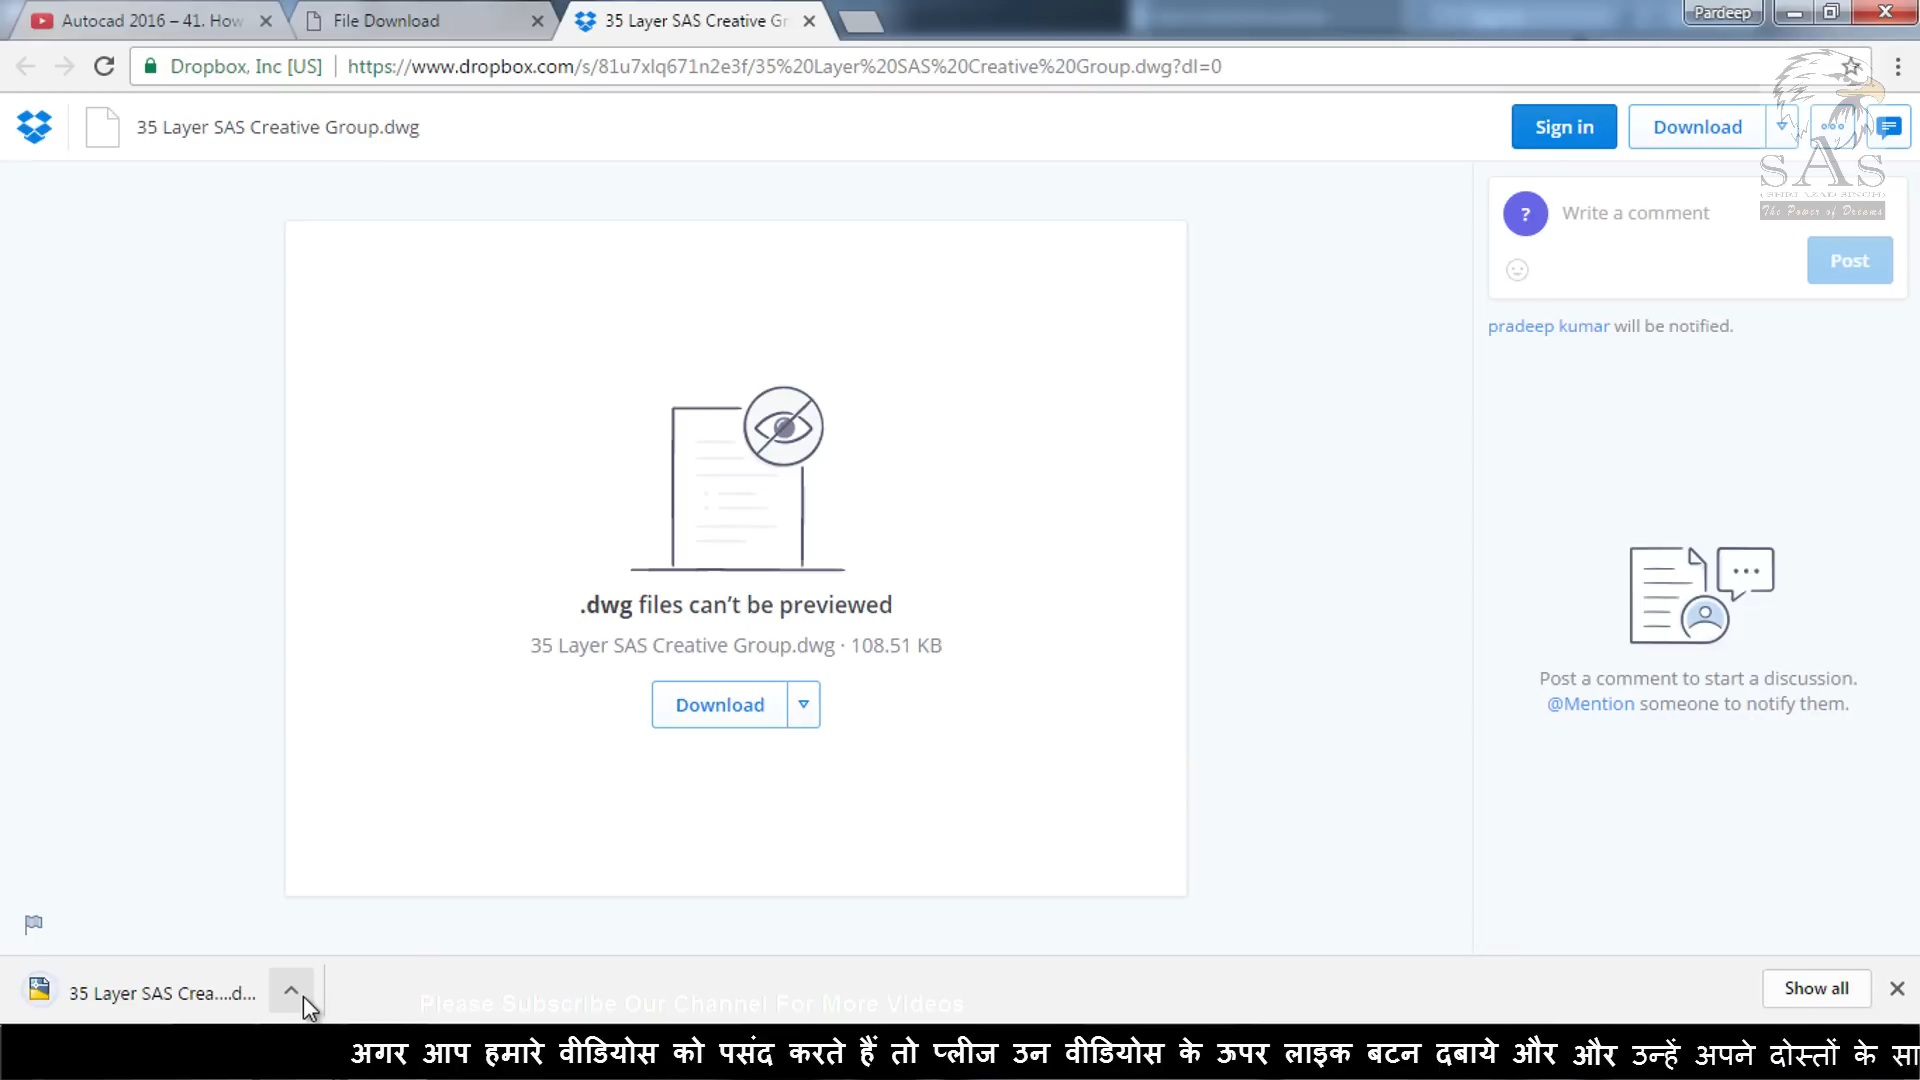 Autocad 2016 – 41. How
File Download
35 Layer SAS Creative Gr
Pardeep
Dropbox, Inc [US]
https://www.dropbox.com/s/81u7xlq671n2e3f/35%20Layer%20SAS%20Creative%20Group.dwg?dl=0
35 Layer SAS Creative Group.dwg
Sign in
Download
SAS
The Power of Dreams
?
Write a comment
Post
pradeep kumar will be notified.
.dwg files can’t be previewed
35 Layer SAS Creative Group.dwg · 108.51 KB
Download
Post a comment to start a discussion.
@Mention someone to notify them.
35 Layer SAS Crea....d...
Please Subscribe Our Channel For More Videos
Show all
अगर आप हमारे वीडियोस को पसंद करते हैं तो प्लीज उन वीडियोस के ऊपर लाइक बटन दबाये और और उन्हें अपने दोस्तों के सा